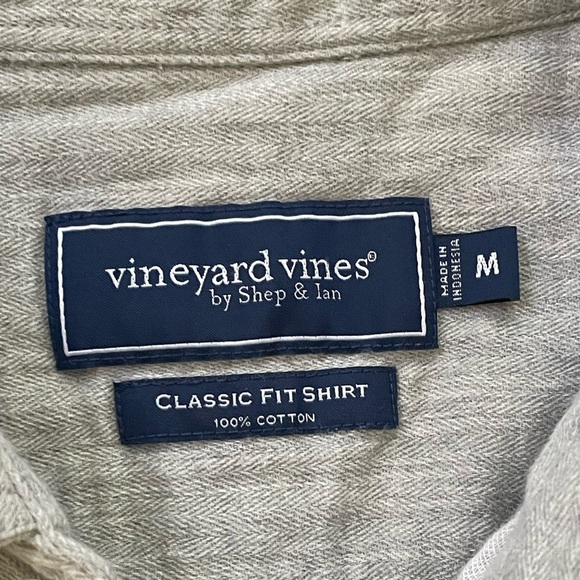 vineyard vines®
by Shep & Ian
MADE IN
INDONESIA
M
CLASSIC FIT SHIRT
100% COTTON